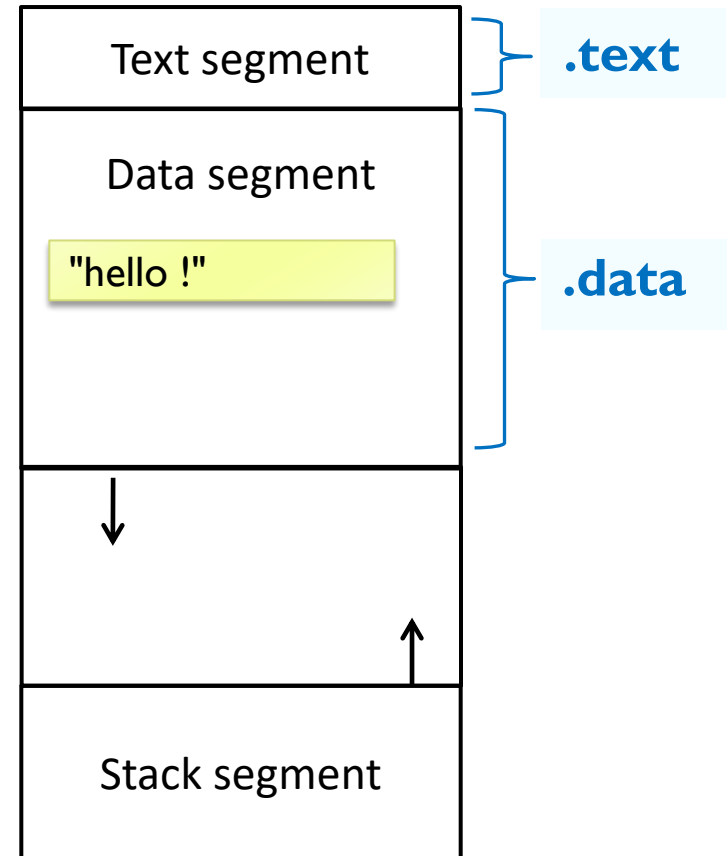 Text segment
.text
Data segment
"hello !"
.data
Stack segment